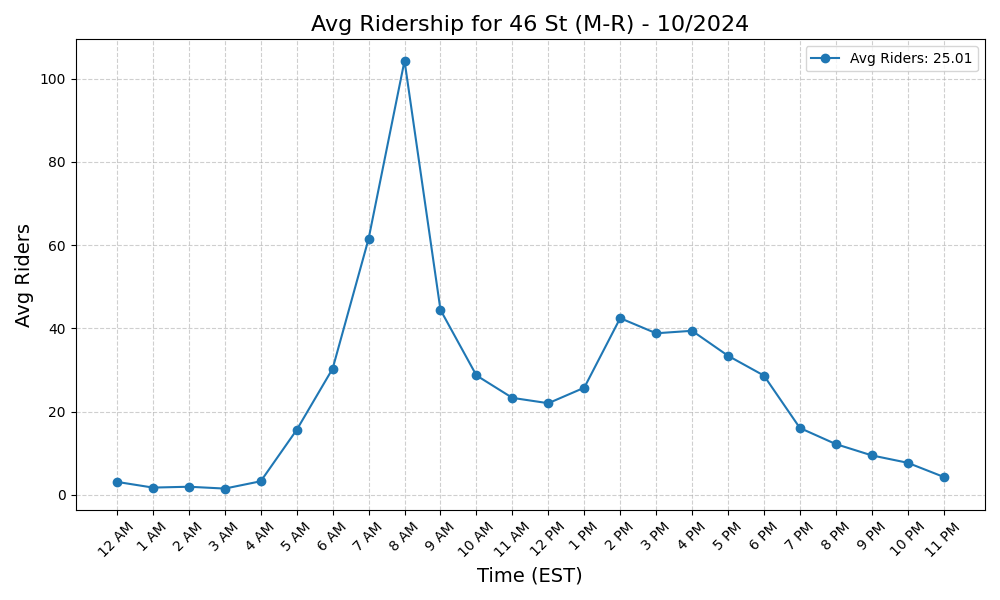 Avg Ridership for 46 St (M-R) - 10/2024
Avg Riders: 25.01
Avg Riders
100
80
60
40
20
0
12 AM
1 AM
2 AM
3 AM
4 AM
5 AM
6 AM
7 AM
8 AM
9 AM
10 AM
11 AM
12 PM
1 PM
2 PM
3 PM
4 PM
5 PM
6 PM
7 PM
8 PM
9 PM
10 PM
11 PM
Time (EST)